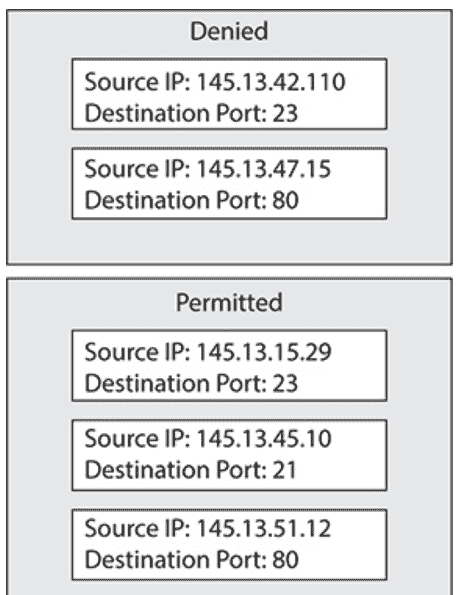 Denied
Source IP: 145.13.42.110
Destination Port: 23
Source IP: 145.13.47.15
Destination Port: 80
Permitted
Source IP: 145.13.15.29
Destination Port: 23
Source IP: 145.13.45.10
Destination Port: 21
Source IP: 145.13.51.12
Destination Port: 80